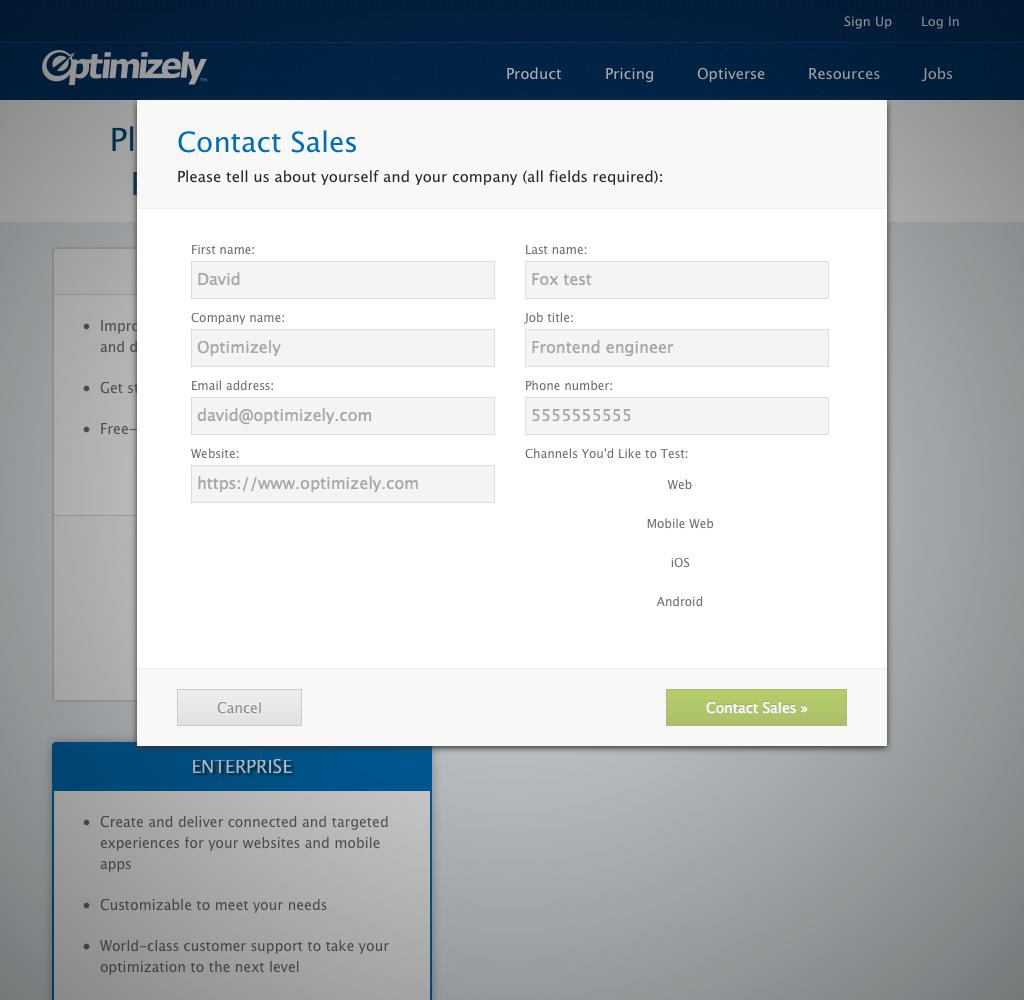 Sign Up Log In
Optimizely™
Product Pricing Optiverse Resources Jobs
Pl
Contact Sales
Please tell us about yourself and your company (all fields required):
First name: Last name:
David Fox test
Company name: Job title:
Optimizely Frontend engineer
Email address: Phone number:
david@optimizely.com 5555555555
Website: Channels You'd Like to Test:
https://www.optimizely.com
Web
Mobile Web
iOS
Android
Impro
and d
Get st
Free-
Cancel Contact Sales »
ENTERPRISE
• Create and deliver connected and targeted
experiences for your websites and mobile
apps
• Customizable to meet your needs
• World-class customer support to take your
optimization to the next level